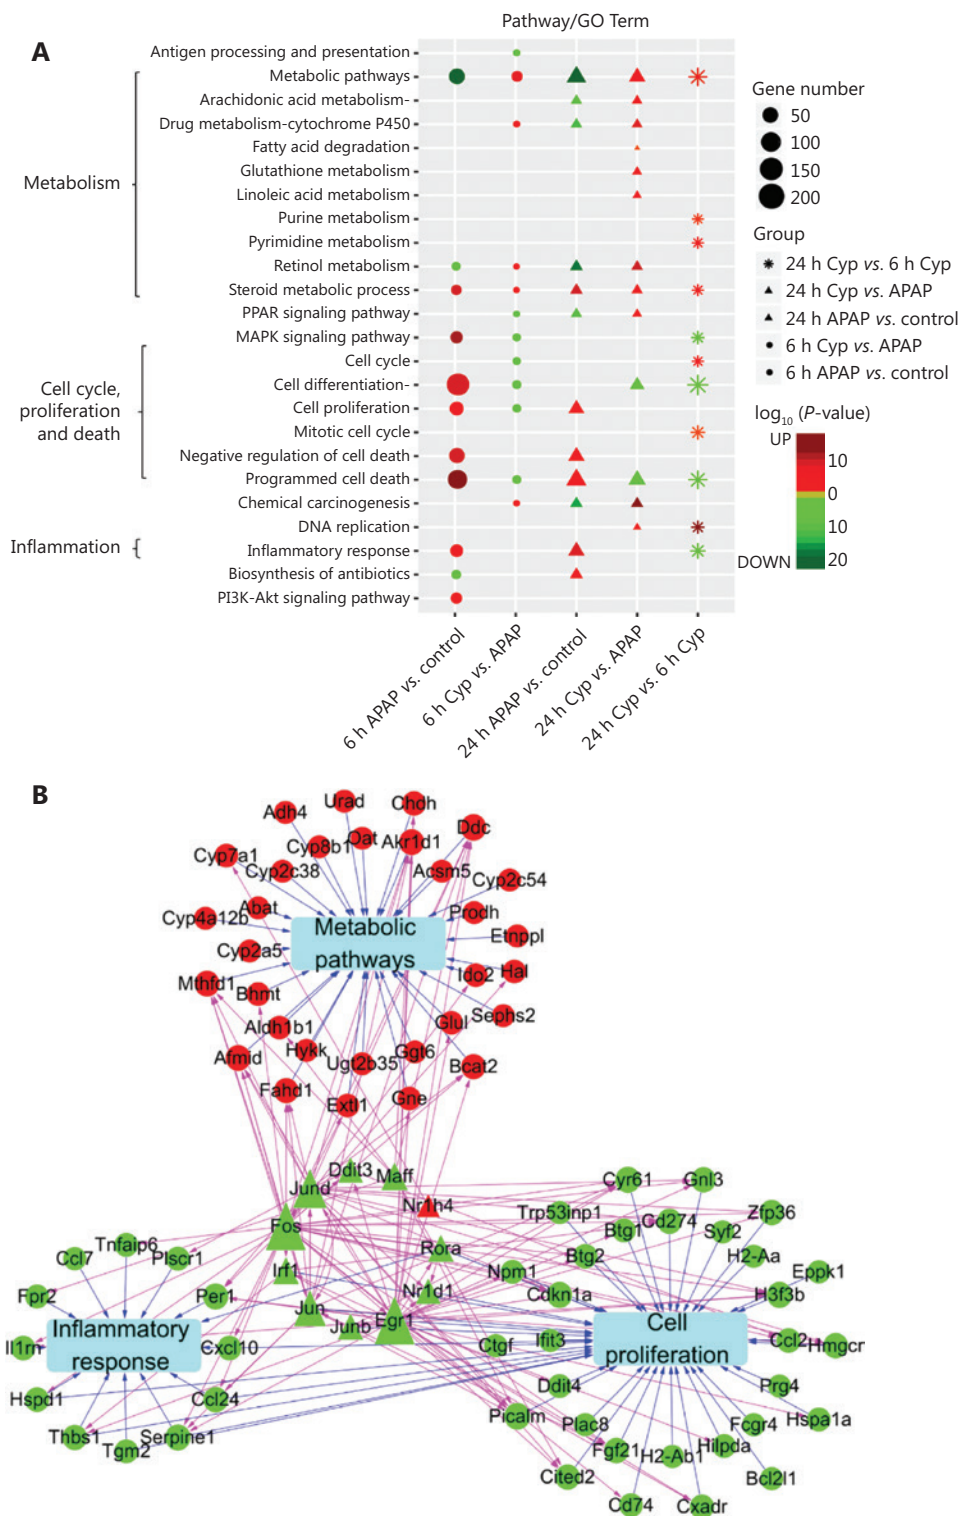 Pathway/GO Term
A
Antigen processing and presentation
Metabolic pathways
Arachidonic acid metabolism-
Drug metabolism-cytochrome P450
Fatty acid degradation
Glutathione metabolism
Linoleic acid metabolism
Purine metabolism
Pyrimidine metabolism
Retinol metabolism
Steroid metabolic process
PPAR signaling pathway
MAPK signaling pathway
Cell cycle
Cell differentiation-
Cell proliferation
Mitotic cell cycle
Negative regulation of cell death
Programmed cell death
Chemical carcinogenesis
DNA replication
Inflammatory response
Biosynthesis of antibiotics
PI3K-Akt signaling pathway
Metabolism
Cell cycle,
proliferation
and death
Inflammation
6 h APAP vs. control
6 h Cyp vs. APAP
24 h APAP vs. control
24 h Cyp vs. APAP
24 h Cyp vs. 6 h Cyp
Gene number
50
100
150
200
Group
24 h Cyp vs. 6 h Cyp
24 h Cyp vs. APAP
24 h APAP vs. control
6 h Cyp vs. APAP
6 h APAP vs. control
log10 (P-value)
UP
10
0
10
DOWN
20
B
Urad
Chdh
Adh4
Ddc
Cyp8b1
Oat
Akr1d1
Cyp7a1
Cyp2c38
Acsm5
Cyp2c54
Abat
Cyp4a12b
Prodh
Metabolic
pathways
Etnppl
Cyp2a5
Ido2
Hal
Mthfd1
Bhmt
Aldh1b1
Glul
Sephs2
Hykk
Afmid
Ugt2b35
Ggt6
Bcat2
Fahd1
Extl1
Gne
Ddit3
Maff
Jund
Nr1h4
Fos
Rora
Irf1
Nr1d1
Jun
Junb
Egr1
Tnfaip6
Ccl7
Plscr1
Fpr2
Per1
Inflammatory
response
Il1rn
Cxcl10
Hspd1
Ccl24
Thbs1
Tgm2
Serpine1
Cyr61
Gnl3
Trp53inp1
Cd274
Zfp36
Btg1
Syf2
Btg2
H2-Aa
Npm1
Eppk1
Cdkn1a
H3f3b
Ctgf
Ifit3
Cell
proliferation
Ccl2
Hmgcr
Ddit4
Prg4
Picalm
Plac8
Fcgr4
Hspa1a
Fgf21
H2-Ab1
Hilpda
Cited2
Bcl2l1
Cd74
Cxadr